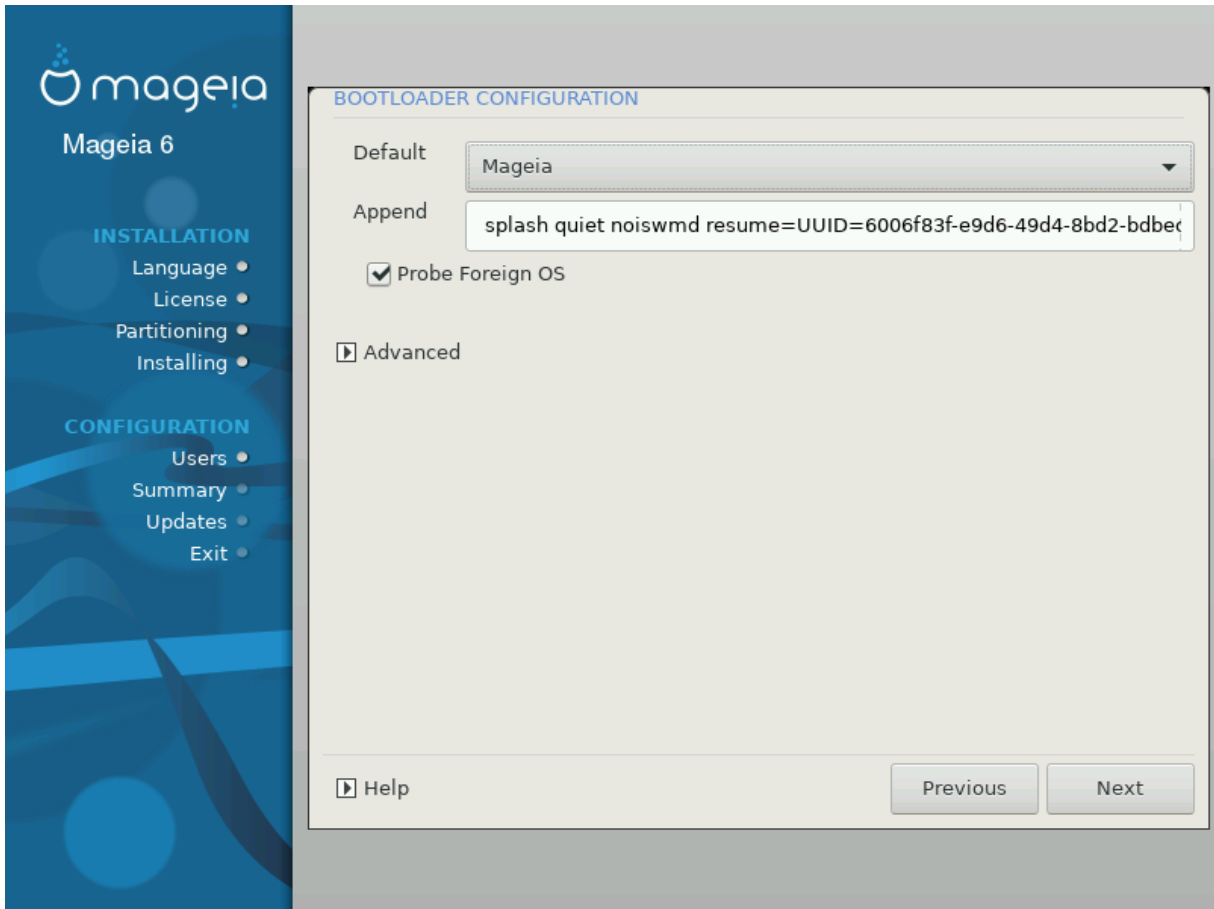 mageia
Mageia 6
INSTALLATION
Language
License
Partitioning
Installing
CONFIGURATION
Users
Summary
Updates
Exit
BOOTLOADER CONFIGURATION
Default
Mageia
Append
splash quiet noiswmd resume=UUID=6006f83f-e9d6-49d4-8bd2-bdbec
Probe Foreign OS
Advanced
Help
Previous
Next